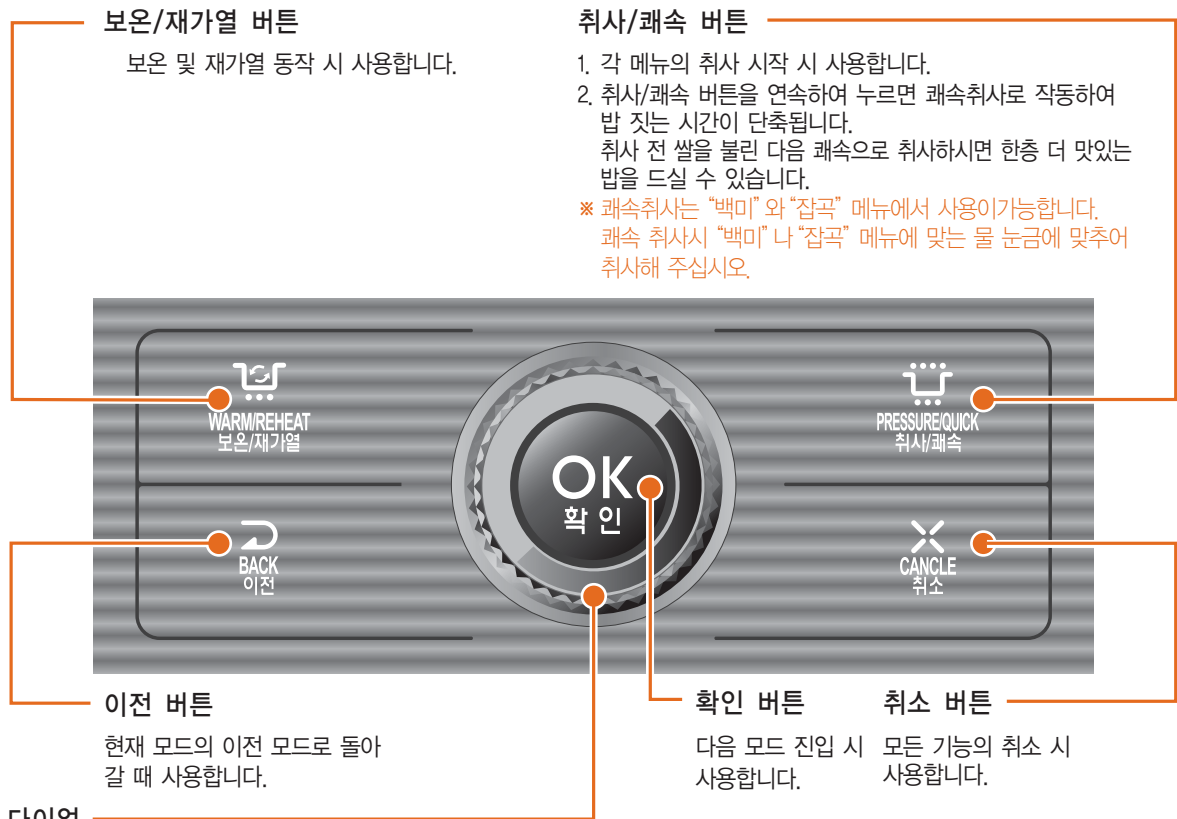 보온/재가열 버튼
보온 및 재가열 동작 시 사용합니다.
취사/쾌속 버튼
1. 각 메뉴의 취사 시작 시 사용합니다.
2. 취사/쾌속 버튼을 연속하여 누르면 쾌속취사로 작동하여
밥 짓는 시간이 단축됩니다.
취사 전 쌀을 불린 다음 쾌속으로 취사하시면 한층 더 맛있는
밥을 드실 수 있습니다.
※ 쾌속취사는 “백미” 와 “잡곡” 메뉴에서 사용이가능합니다.
쾌속 취사시 “백미” 나 “잡곡” 메뉴에 맞는 물 눈금에 맞추어
취사해 주십시오.
WARM/REHEAT
보온/재가열
PRESSURE/QUICK
취사/쾌속
OK
확인
BACK
이전
CANCLE
취소
이전 버튼
현재 모드의 이전 모드로 돌아
갈 때 사용합니다.
확인 버튼
다음 모드 진입 시
사용합니다.
취소 버튼
모든 기능의 취소 시
사용합니다.
다이얼